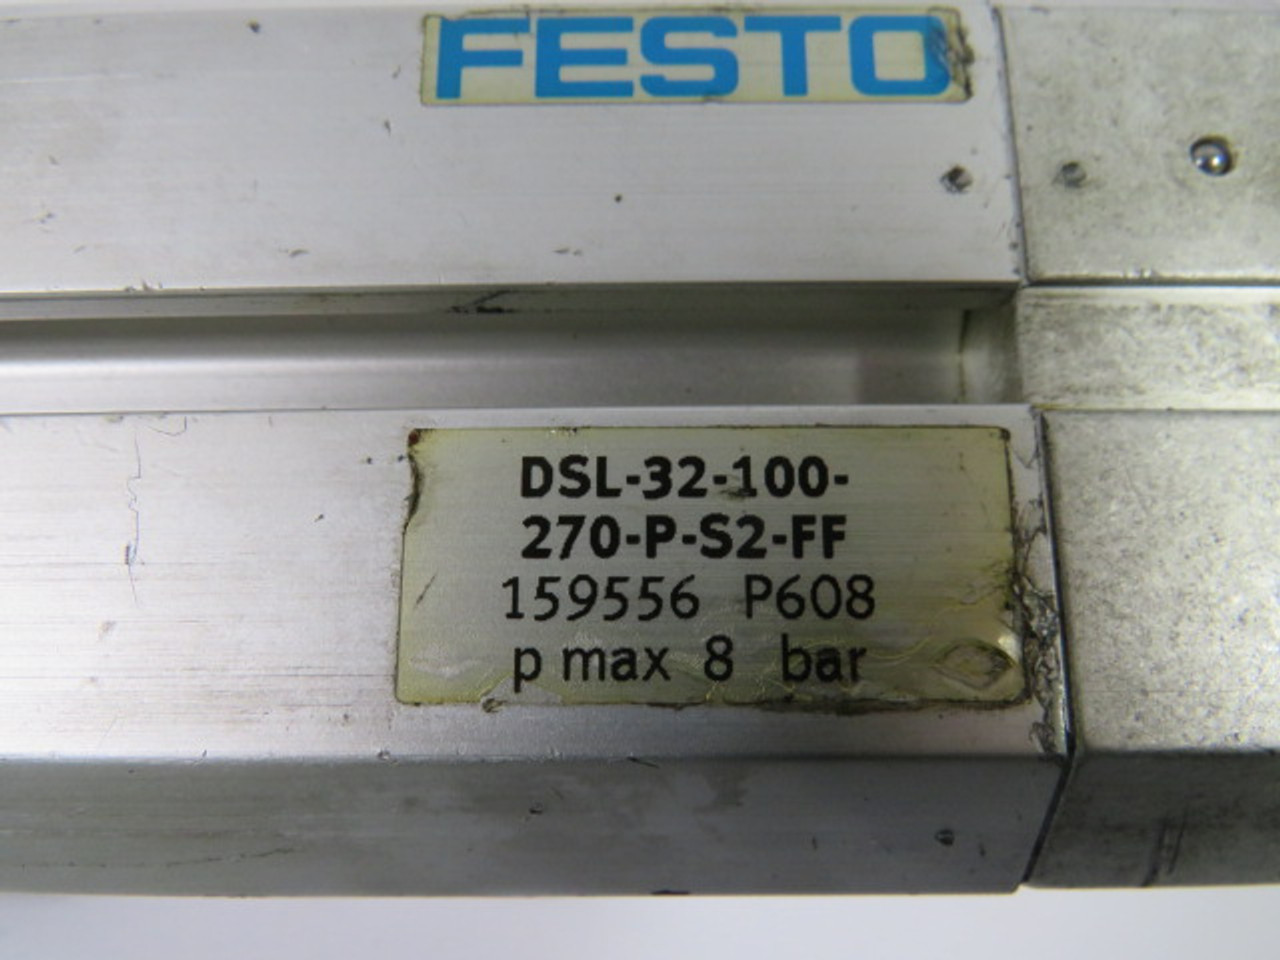 FESTO
DSL-32-100-
270-P-S2-FF
159556 P608
p max 8 bar